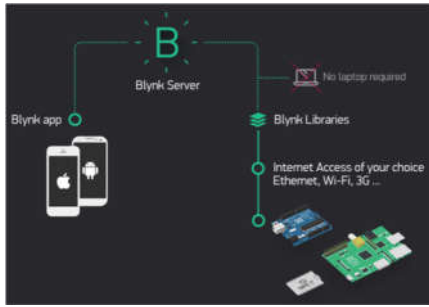 B
Blynk Server
No laptop required
Blynk app
Blynk Libraries
Internet Access of your choice
Ethernet, Wi-Fi, 3G ...